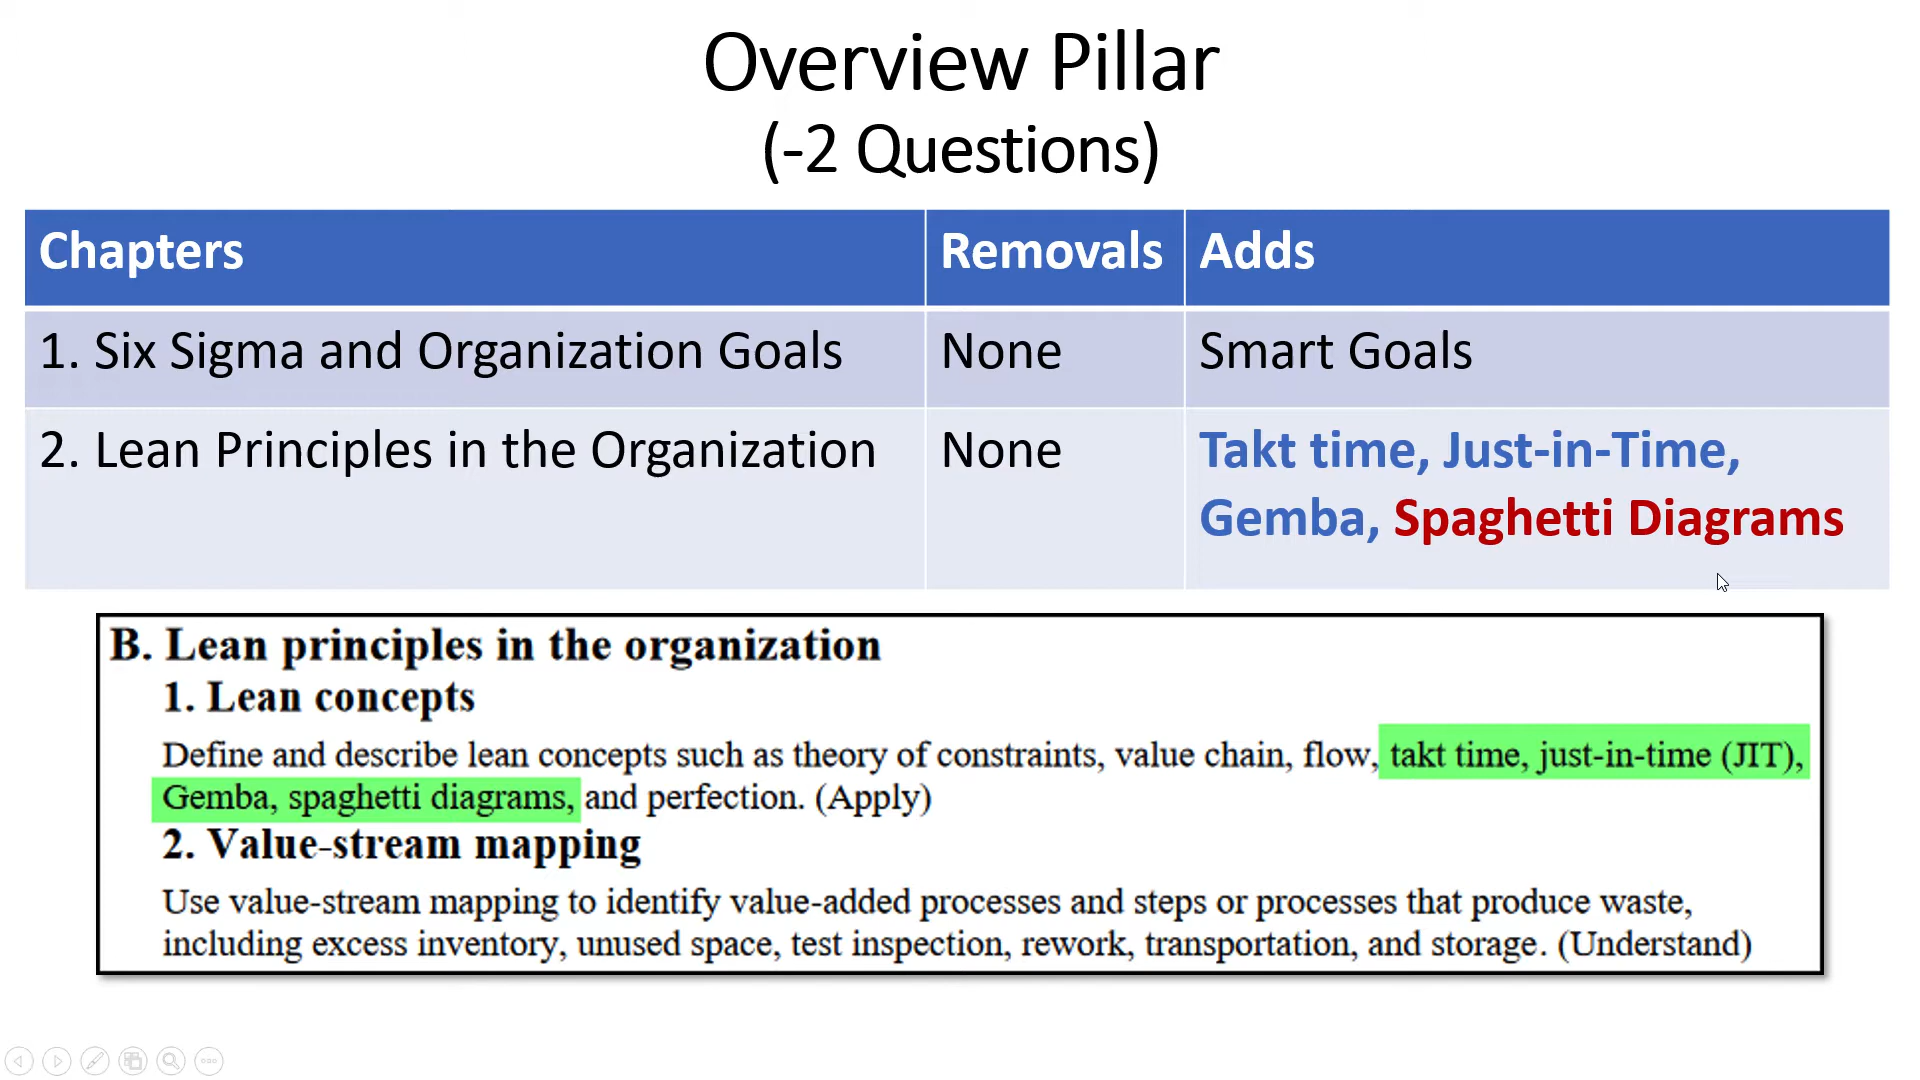 Overview Pillar
(-2 Questions)
Chapters Removals Adds
1. Six Sigma and Organization Goals None Smart Goals
2. Lean Principles in the Organization None Takt time, Just-in-Time,
Gemba, Spaghetti Diagrams
B. Lean principles in the organization
1. Lean concepts
Define and describe lean concepts such as theory of constraints, value chain, flow, takt time, just-in-time (JIT),
Gemba, spaghetti diagrams, and perfection. (Apply)
2. Value-stream mapping
Use value-stream mapping to identify value-added processes and steps or processes that produce waste,
including excess inventory, unused space, test inspection, rework, transportation, and storage. (Understand)